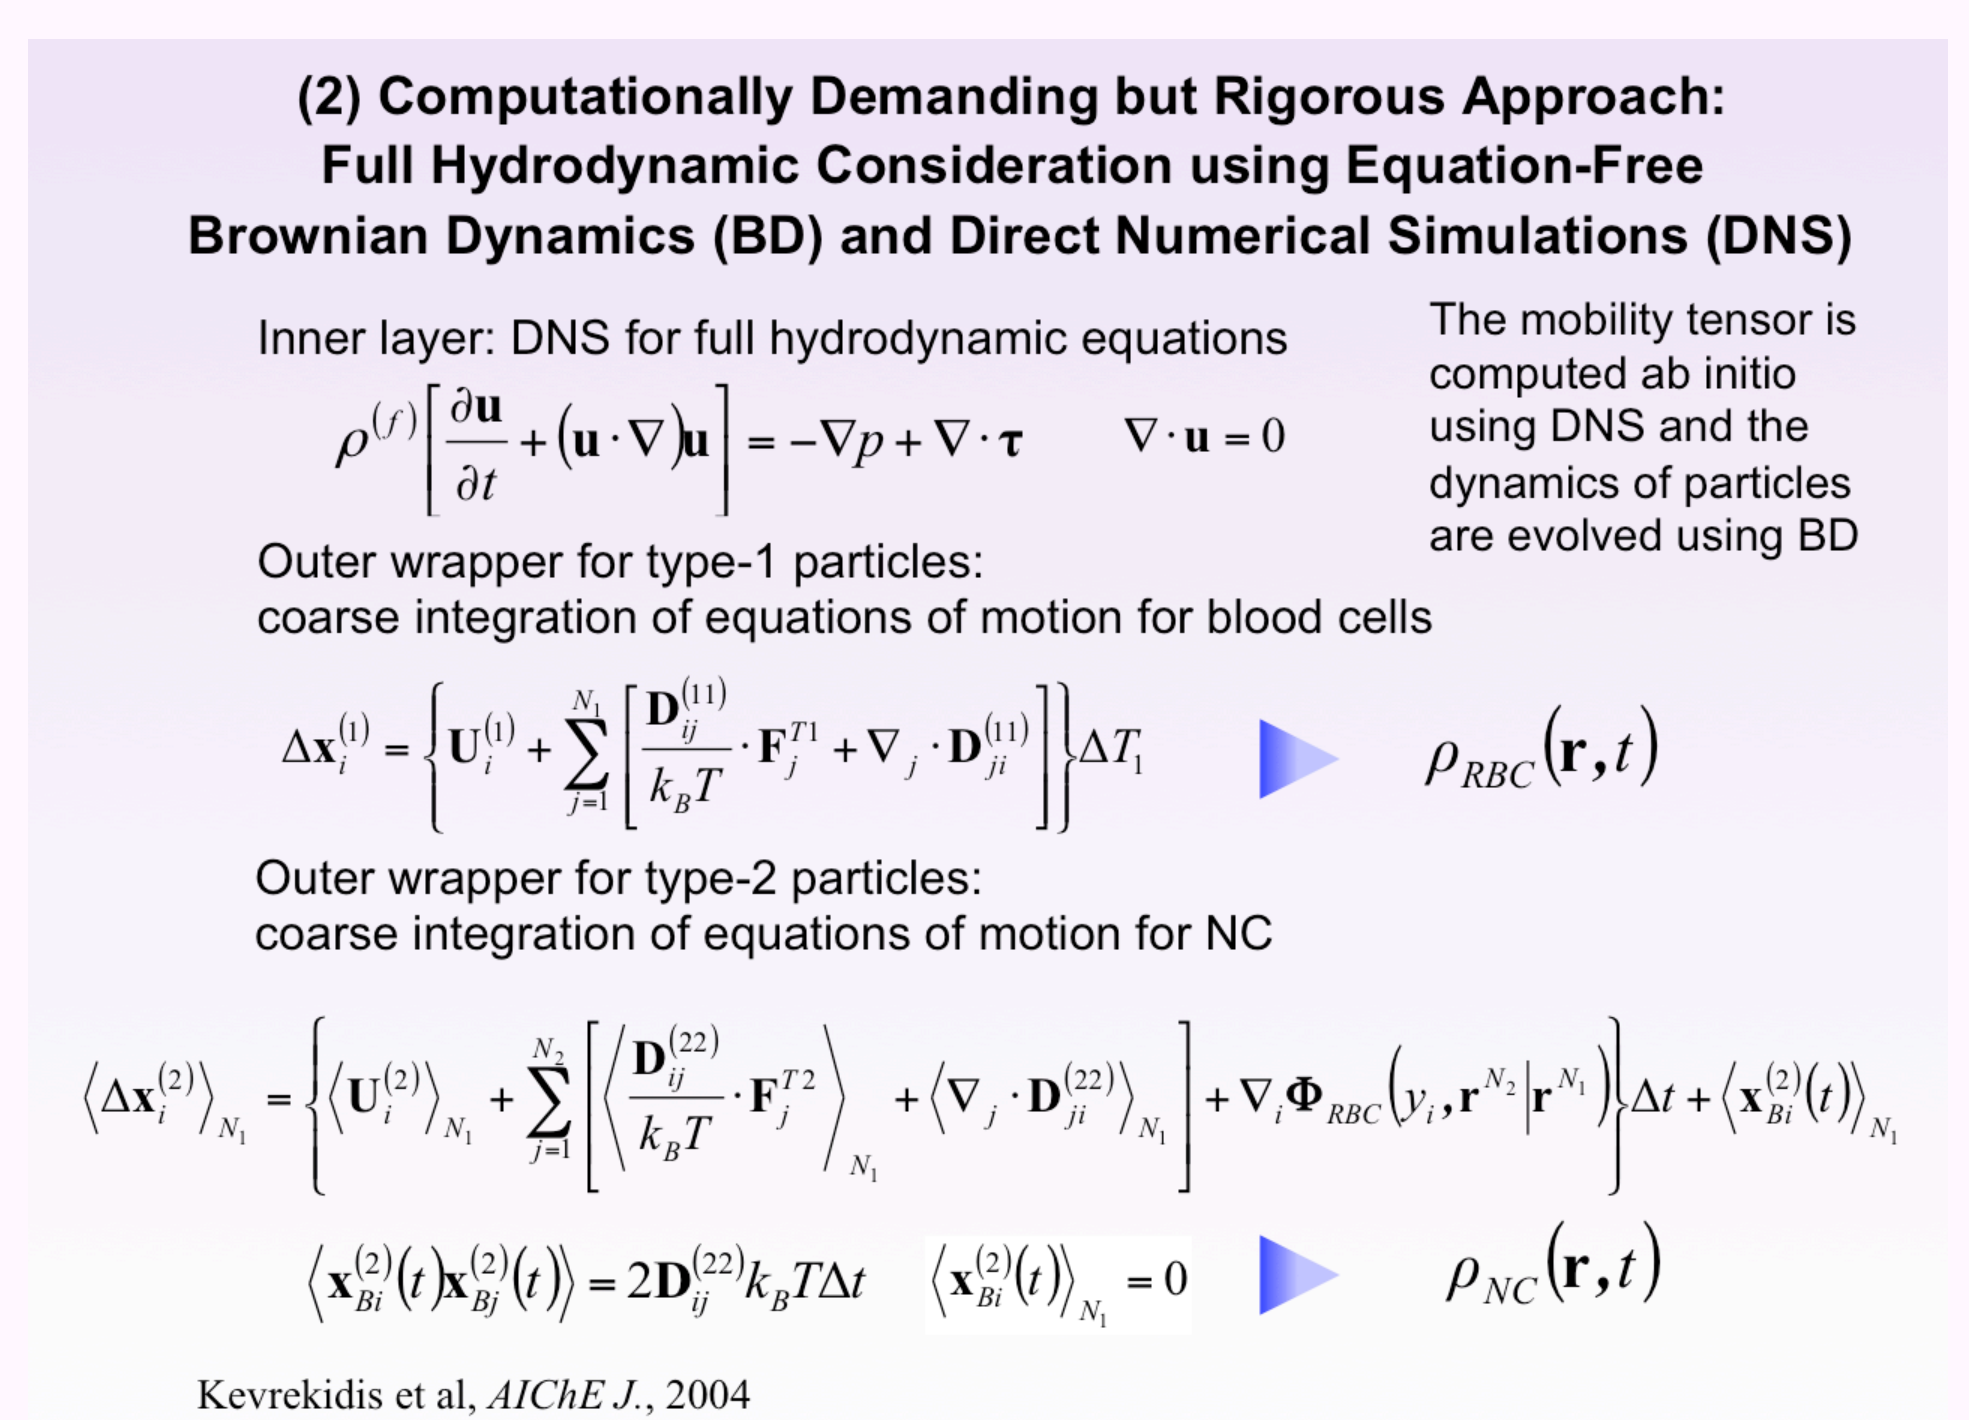 (2) Computationally Demanding but Rigorous Approach:
Full Hydrodynamic Consideration using Equation-Free
Brownian Dynamics (BD) and Direct Numerical Simulations (DNS)
Inner layer: DNS for full hydrodynamic equations
ρ^(f) [∂u/∂t + (u · ∇)u] = −∇p + ∇ · τ    ∇ · u = 0
The mobility tensor is
computed ab initio
using DNS and the
dynamics of particles
are evolved using BD
Outer wrapper for type-1 particles:
coarse integration of equations of motion for blood cells
Δx_i^(1) = {U_i^(1) + ∑_{j=1}^{N_1} [D_ij^(11)/(k_B T) · F_j^{T1} + ∇_j · D_ji^(11)]}ΔT_1    ρ_RBC(r,t)
Outer wrapper for type-2 particles:
coarse integration of equations of motion for NC
⟨Δx_i^(2)⟩_{N_1} = {⟨U_i^(2)⟩_{N_1} + ∑_{j=1}^{N_2} [⟨D_ij^(22)/(k_B T) · F_j^{T2}⟩_{N_1} + ⟨∇_j · D_ji^(22)⟩_{N_1}] + ∇_i Φ_RBC(y_i, r^{N_2}|r^{N_1})}Δt + ⟨x_Bi^(2)(t)⟩_{N_1}
⟨x_Bi^(2)(t)x_Bj^(2)(t)⟩ = 2D_ij^(22) k_B TΔt    ⟨x_Bi^(2)(t)⟩_{N_1} = 0    ρ_NC(r,t)
Kevrekidis et al, AIChE J., 2004